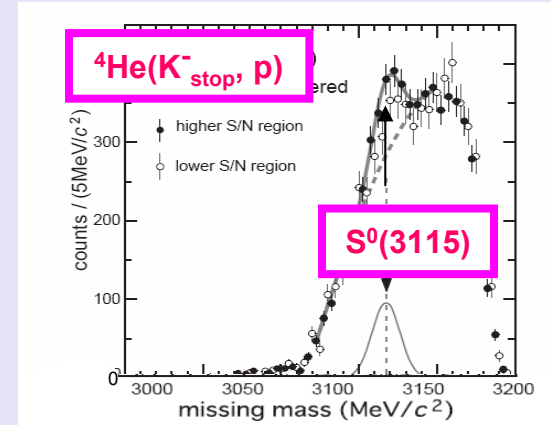 ⁴He(K⁻stop, p)
)
ered
higher S/N region
lower S/N region
counts / (5MeV/c²)
300
200
100
0
S⁰(3115)
3000 3050 3100 3150 3200
missing mass (MeV/c²)